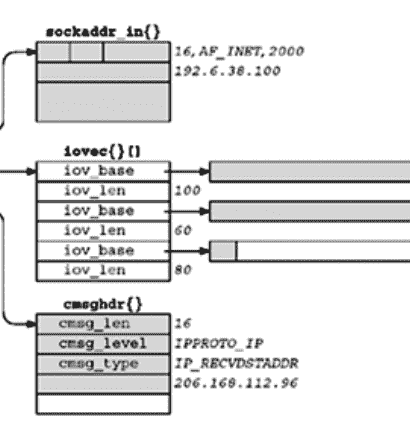 sockaddr_in{}
16,AF_INET,2000
192.6.38.100
iovec{}[]
iov_base
iov_len 100
iov_base
iov_len 60
iov_base
iov_len 80
cmsghdr{}
cmsg_len 16
cmsg_level IPPROTO_IP
cmsg_type IP_RECVDSTADDR
206.168.112.96